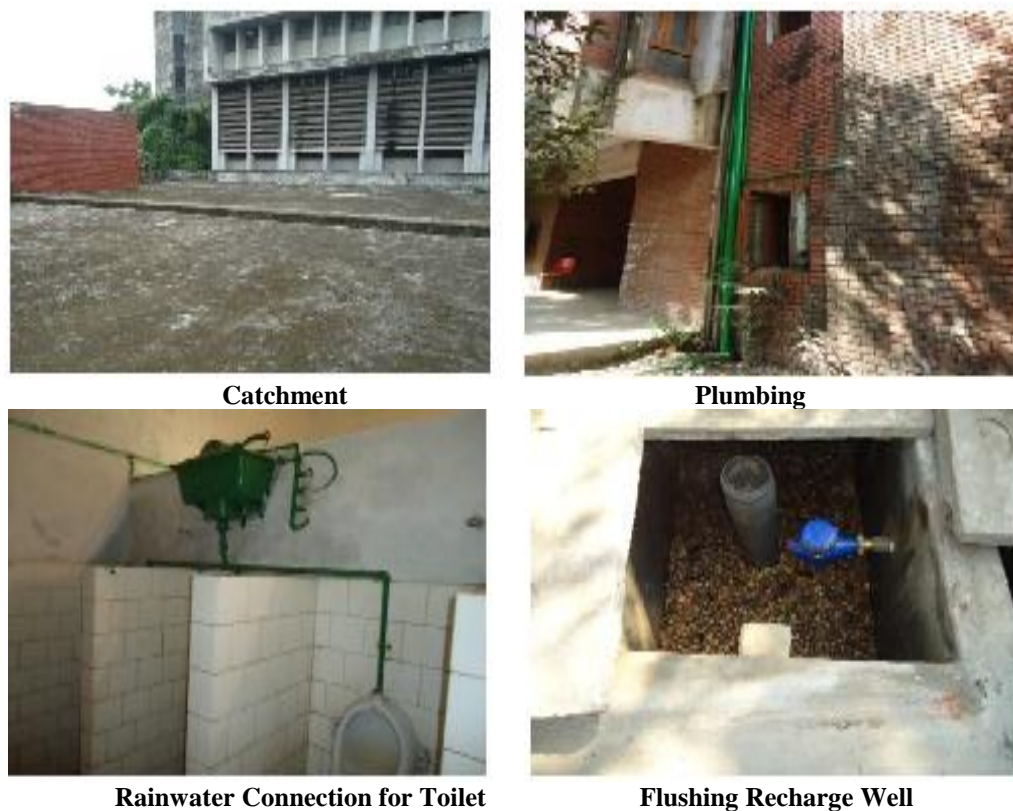 Catchment
Plumbing
Rainwater Connection for Toilet
Flushing Recharge Well